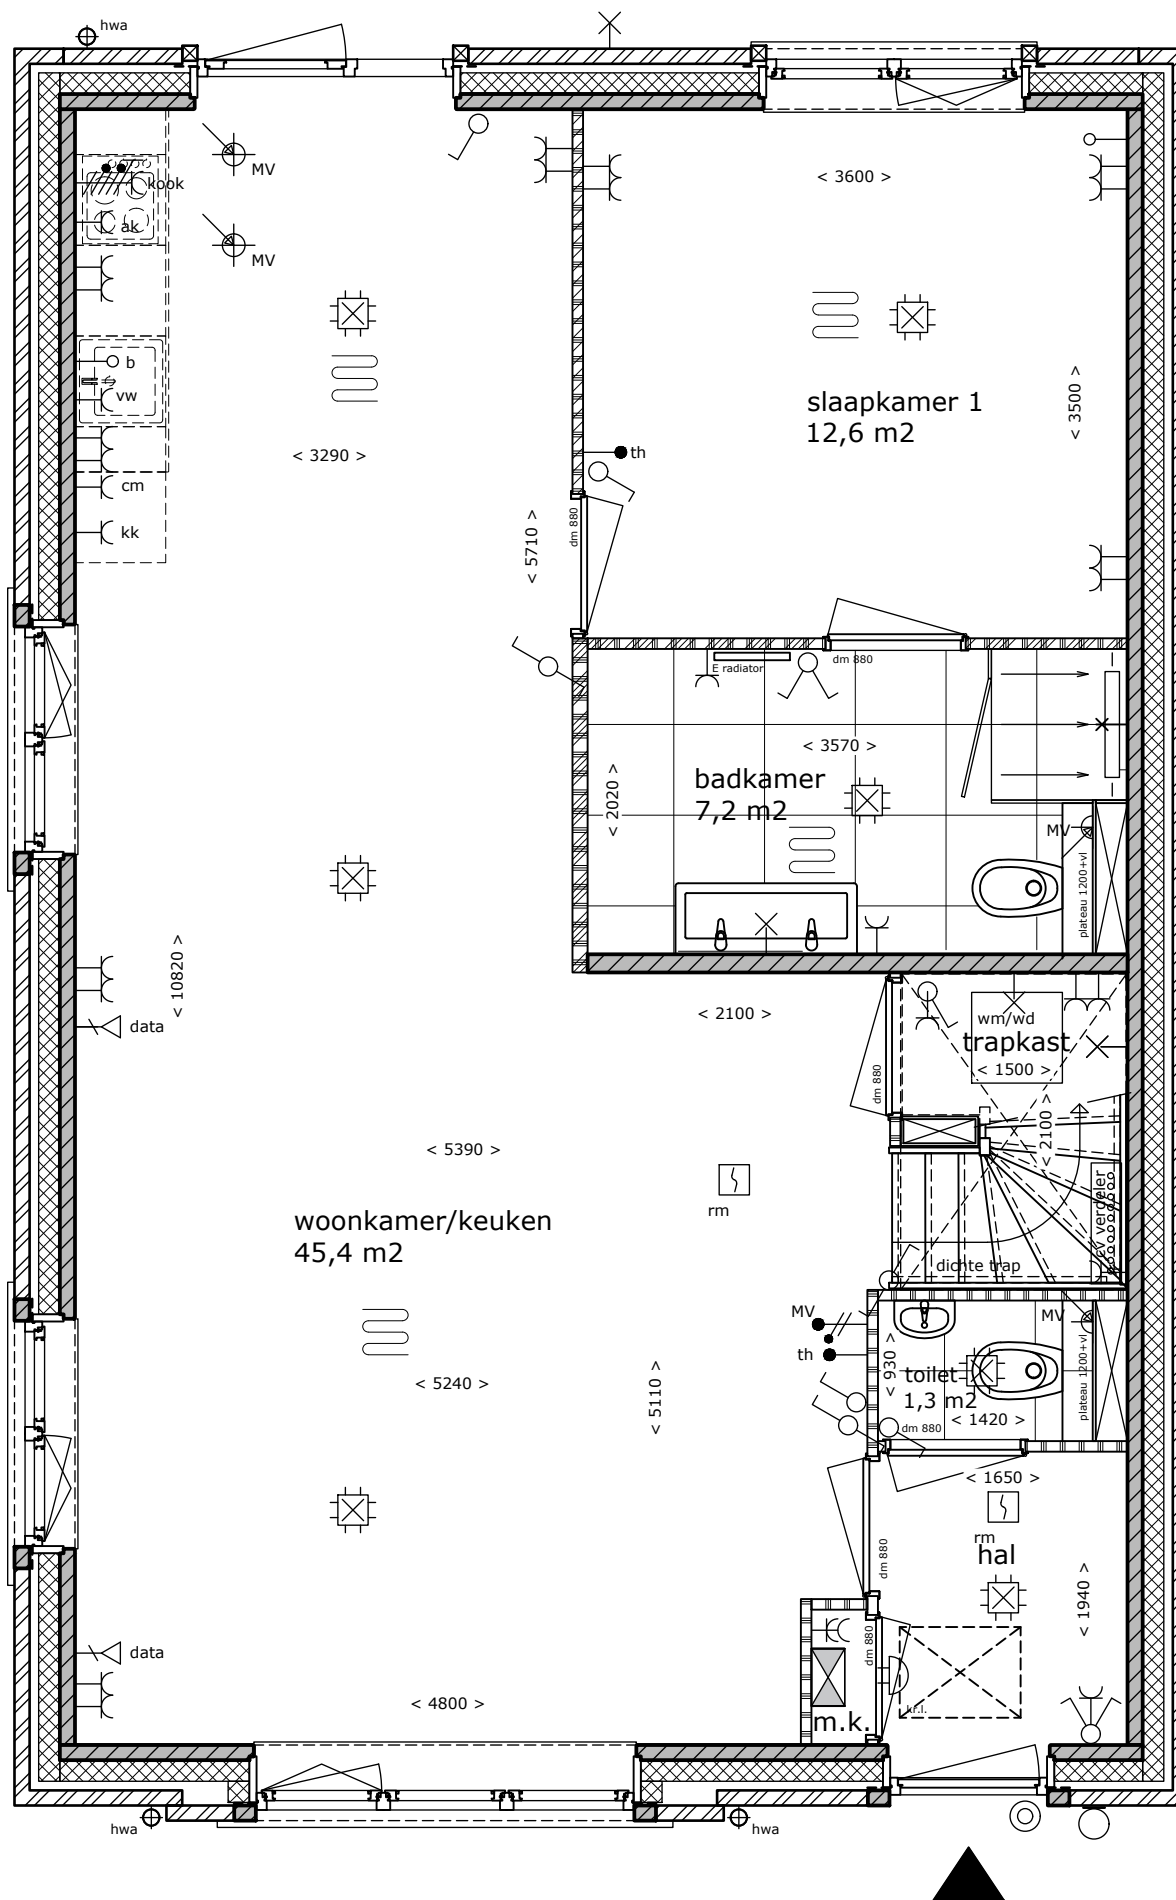 hwa
MV
kook
< 3600 >
ak
MV
b
vw
slaapkamer 1
12,6 m2
< 3500 >
< 3290 >
th
cm
kk
dm 880
< 5710 >
dm 880
E radiator
< 3570 >
badkamer
7,2 m2
< 2020 >
MV
plateau 1200+vl
< 10820 >
data
< 2100 >
wm/wd
trapkast
< 1500 >
dm 880
< 2100 >
< 5390 >
rm
cv verdeler
woonkamer/keuken
45,4 m2
dichte trap
MV
MV
th
< 930 >
toilet
1,3 m2
plateau 1200+vl
< 5240 >
< 5110 >
< 1420 >
dm 880
< 1650 >
rm
hal
dm 880
< 1940 >
data
dm 880
< 4800 >
kr.l.
m.k.
hwa
hwa